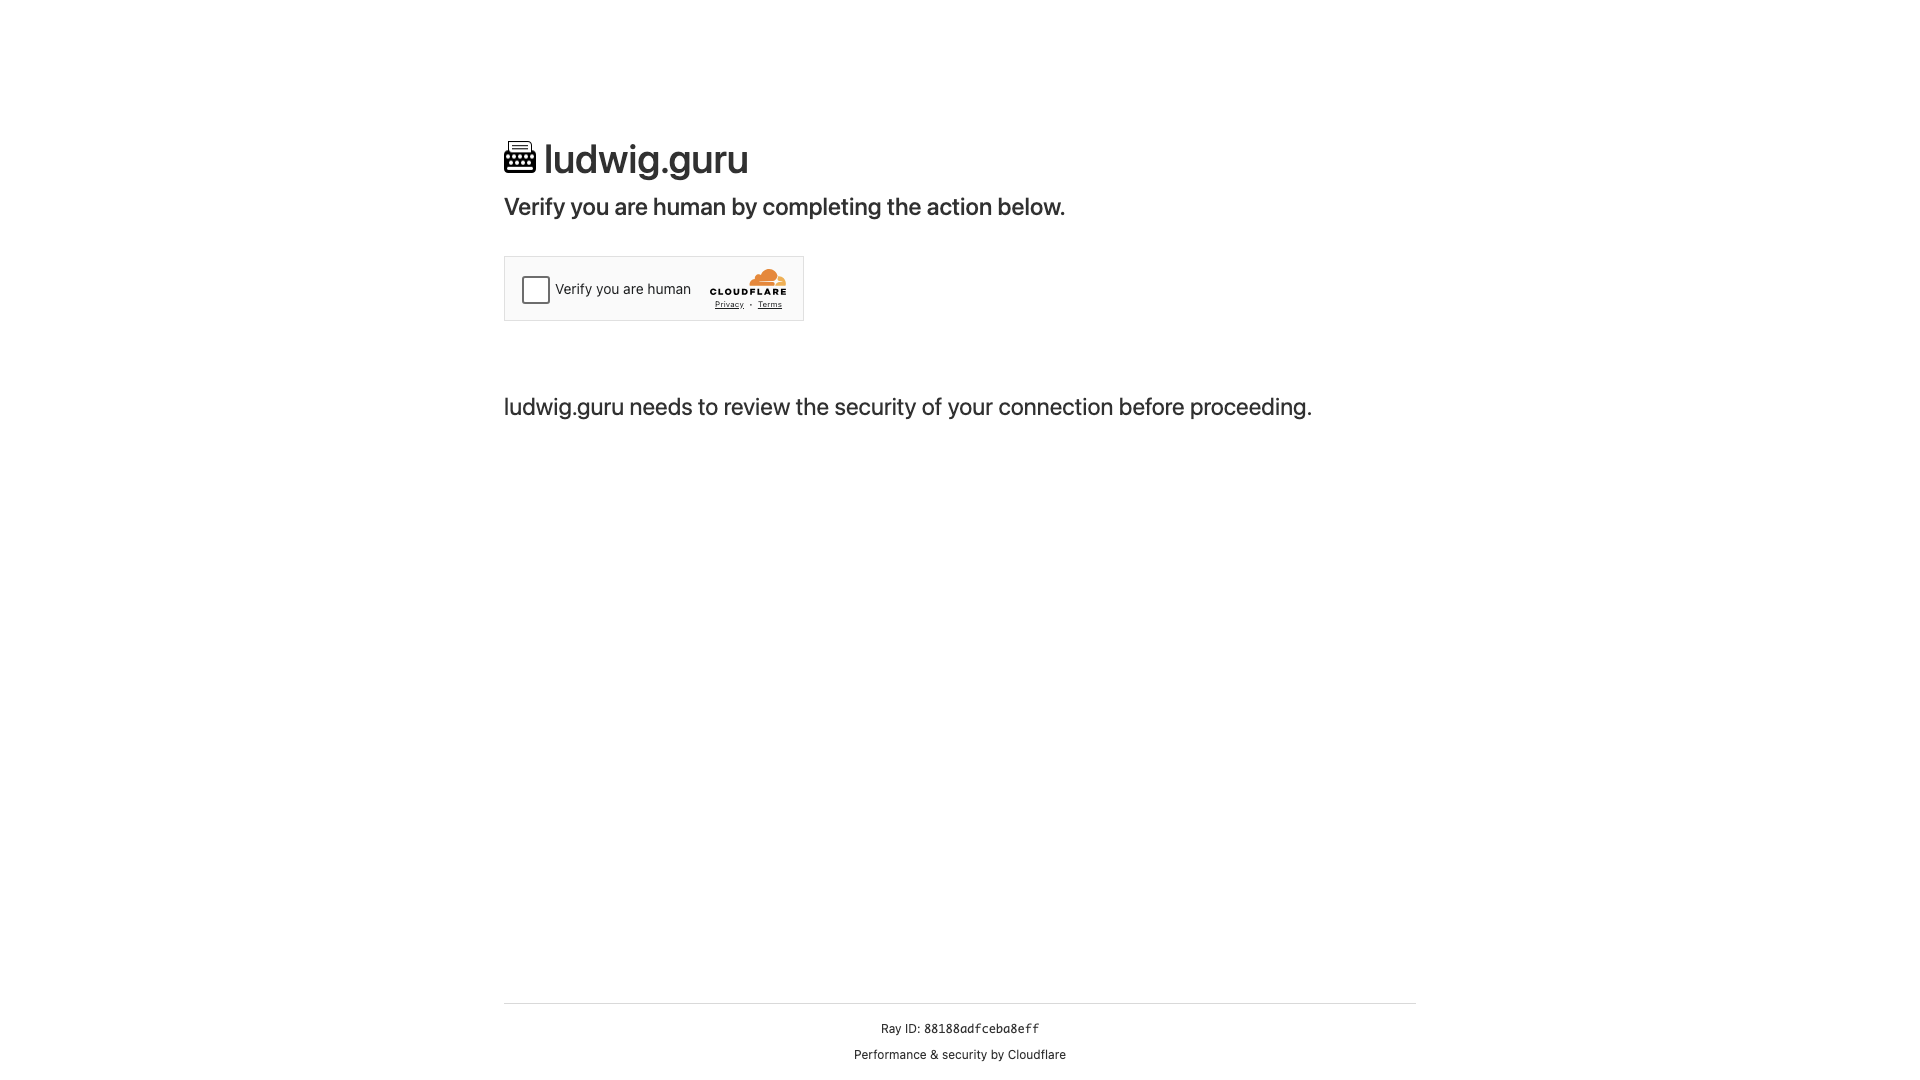 ludwig.guru
Verify you are human by completing the action below.
Verify you are human
CLOUDFLARE
Privacy • Terms
ludwig.guru needs to review the security of your connection before proceeding.
Ray ID: 88188adfceba8eff
Performance & security by Cloudflare